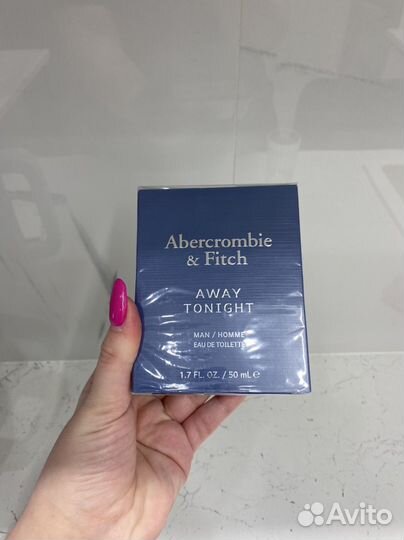 Abercrombie
& Fitch
AWAY
TONIGHT
MAN / HOMME
EAU DE TOILETTE
1.7 FL. OZ. / 50 mL ℮
Avito